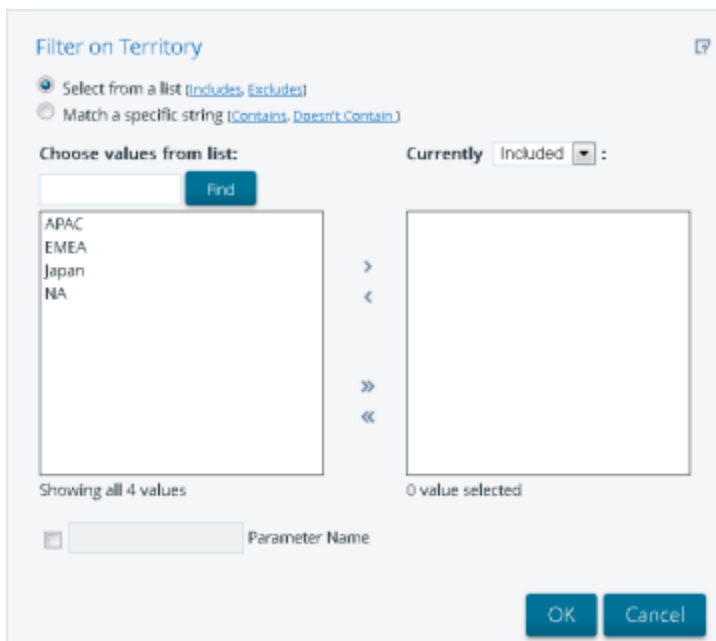 Filter on Territory
Select from a list [Includes, Excludes]
Match a specific string [Contains, Doesn't Contain ]
Choose values from list:
Currently Included :
Find
APAC
EMEA
Japan
NA
>
<
»
«
Showing all 4 values
0 value selected
Parameter Name
OK
Cancel